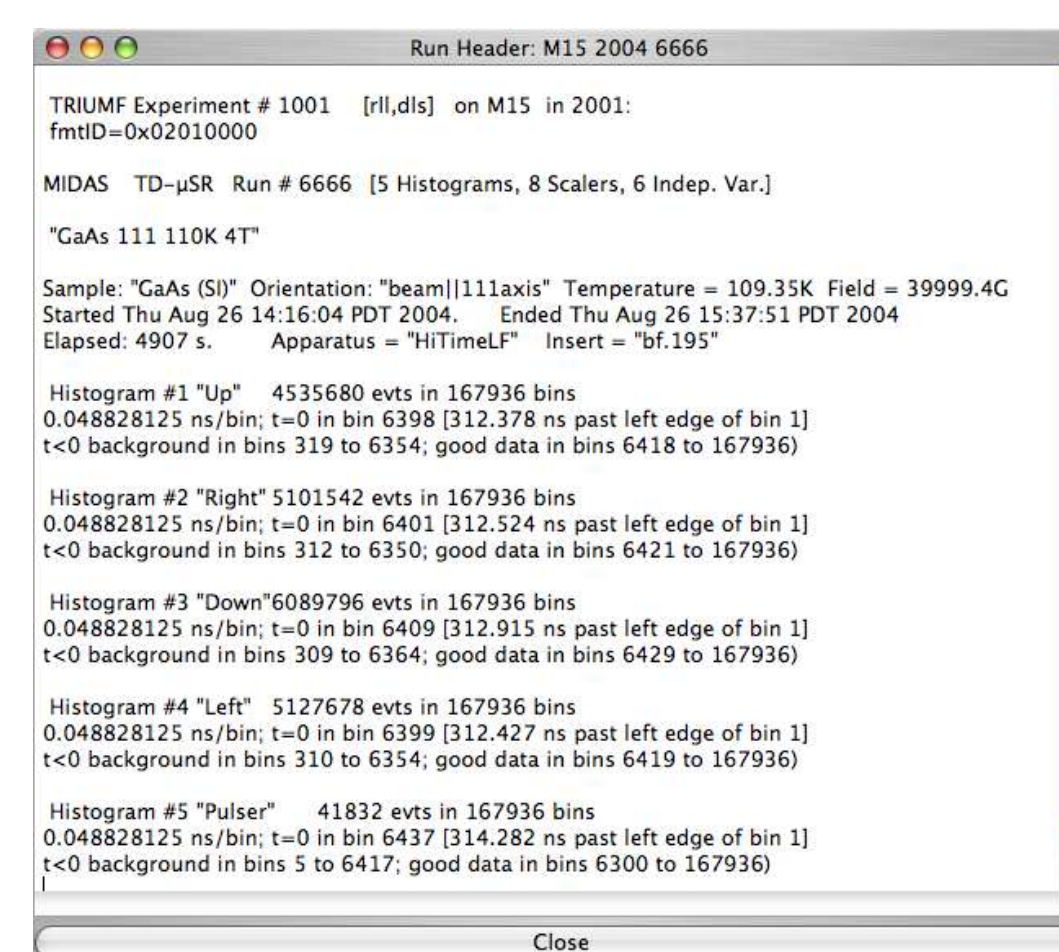 Run Header: M15 2004 6666
TRIUMF Experiment # 1001 [rll,dls] on M15 in 2001:
fmtID=0x02010000
MIDAS TD-µSR Run # 6666 [5 Histograms, 8 Scalers, 6 Indep. Var.]
"GaAs 111 110K 4T"
Sample: "GaAs (SI)" Orientation: "beam||111axis" Temperature = 109.35K Field = 39999.4G
Started Thu Aug 26 14:16:04 PDT 2004. Ended Thu Aug 26 15:37:51 PDT 2004
Elapsed: 4907 s. Apparatus = "HiTimeLF" Insert = "bf.195"
Histogram #1 "Up" 4535680 evts in 167936 bins
0.048828125 ns/bin; t=0 in bin 6398 [312.378 ns past left edge of bin 1]
t<0 background in bins 319 to 6354; good data in bins 6418 to 167936)
Histogram #2 "Right" 5101542 evts in 167936 bins
0.048828125 ns/bin; t=0 in bin 6401 [312.524 ns past left edge of bin 1]
t<0 background in bins 312 to 6350; good data in bins 6421 to 167936)
Histogram #3 "Down"6089796 evts in 167936 bins
0.048828125 ns/bin; t=0 in bin 6409 [312.915 ns past left edge of bin 1]
t<0 background in bins 309 to 6364; good data in bins 6429 to 167936)
Histogram #4 "Left" 5127678 evts in 167936 bins
0.048828125 ns/bin; t=0 in bin 6399 [312.427 ns past left edge of bin 1]
t<0 background in bins 310 to 6354; good data in bins 6419 to 167936)
Histogram #5 "Pulser" 41832 evts in 167936 bins
0.048828125 ns/bin; t=0 in bin 6437 [314.282 ns past left edge of bin 1]
t<0 background in bins 5 to 6417; good data in bins 6300 to 167936)
Close